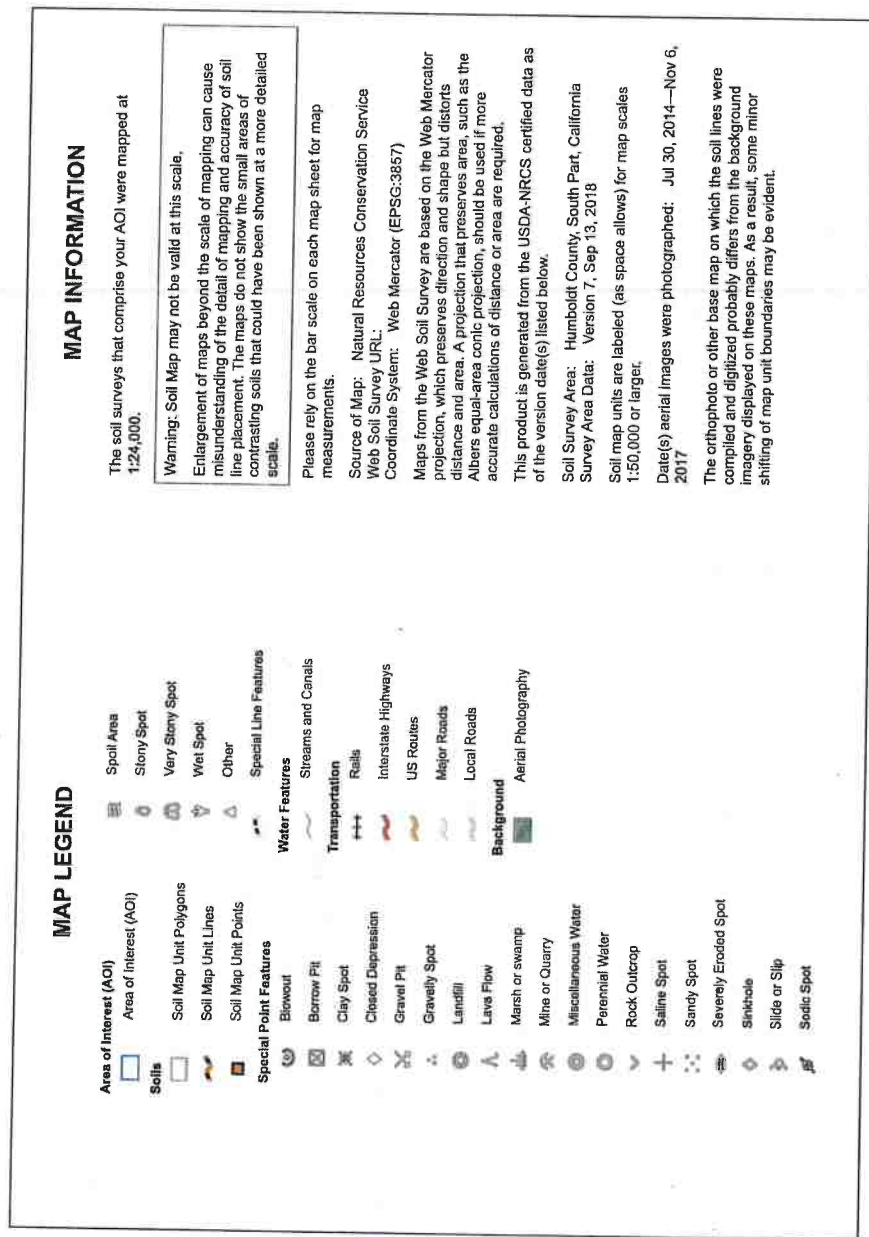 MAP LEGEND
Area of Interest (AOI)
Area of Interest (AOI)
Soils
Soil Map Unit Polygons
Soil Map Unit Lines
Soil Map Unit Points
Special Point Features
Blowout
Borrow Pit
Clay Spot
Closed Depression
Gravel Pit
Gravelly Spot
Landfill
Lava Flow
Marsh or swamp
Mine or Quarry
Miscellaneous Water
Perennial Water
Rock Outcrop
Saline Spot
Sandy Spot
Severely Eroded Spot
Sinkhole
Slide or Slip
Sodic Spot
Spoil Area
Stony Spot
Very Stony Spot
Wet Spot
Other
Special Line Features
Water Features
Streams and Canals
Transportation
Rails
Interstate Highways
US Routes
Major Roads
Local Roads
Background
Aerial Photography
MAP INFORMATION
The soil surveys that comprise your AOI were mapped at
1:24,000.
Warning: Soil Map may not be valid at this scale.
Enlargement of maps beyond the scale of mapping can cause
misunderstanding of the detail of mapping and accuracy of soil
line placement. The maps do not show the small areas of
contrasting soils that could have been shown at a more detailed
scale.
Please rely on the bar scale on each map sheet for map
measurements.
Source of Map: Natural Resources Conservation Service
Web Soil Survey URL:
Coordinate System: Web Mercator (EPSG:3857)
Maps from the Web Soil Survey are based on the Web Mercator
projection, which preserves direction and shape but distorts
distance and area. A projection that preserves area, such as the
Albers equal-area conic projection, should be used if more
accurate calculations of distance or area are required.
This product is generated from the USDA-NRCS certified data as
of the version date(s) listed below.
Soil Survey Area: Humboldt County, South Part, California
Survey Area Data: Version 7, Sep 13, 2018
Soil map units are labeled (as space allows) for map scales
1:50,000 or larger.
Date(s) aerial images were photographed: Jul 30, 2014—Nov 6,
2017
The orthophoto or other base map on which the soil lines were
compiled and digitized probably differs from the background
imagery displayed on these maps. As a result, some minor
shifting of map unit boundaries may be evident.